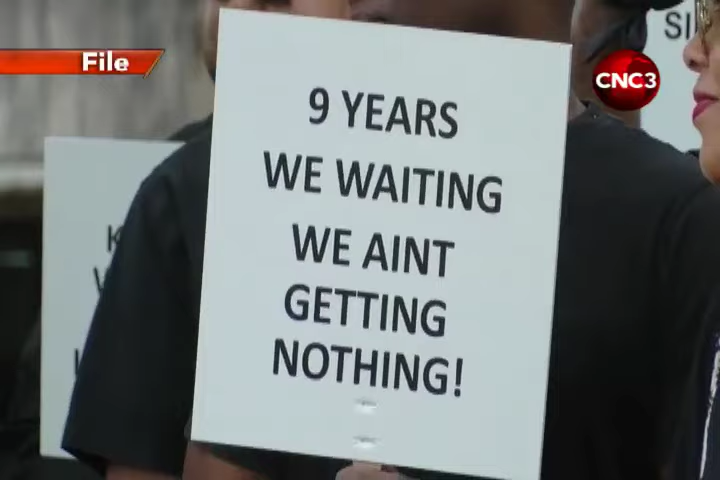 File
CNC3
9 YEARS
WE WAITING
WE AINT
GETTING
NOTHING!